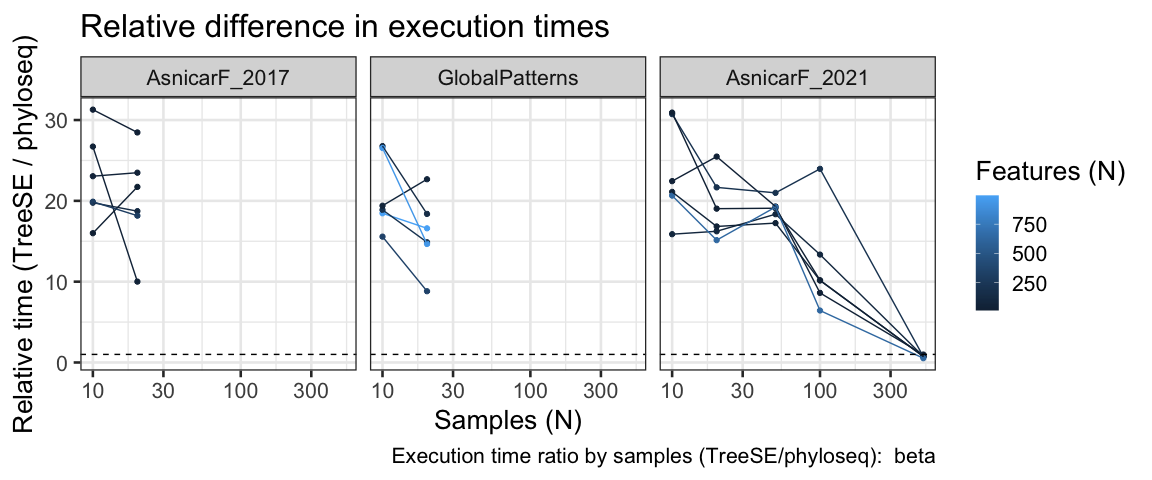 Relative difference in execution times
AsnicarF_2017 GlobalPatterns AsnicarF_2021
Relative time (TreeSE / phyloseq)
30
20
10
0
10 30 100 300 10 30 100 300 10 30 100 300
Samples (N)
Features (N)
750
500
250
Execution time ratio by samples (TreeSE/phyloseq):  beta